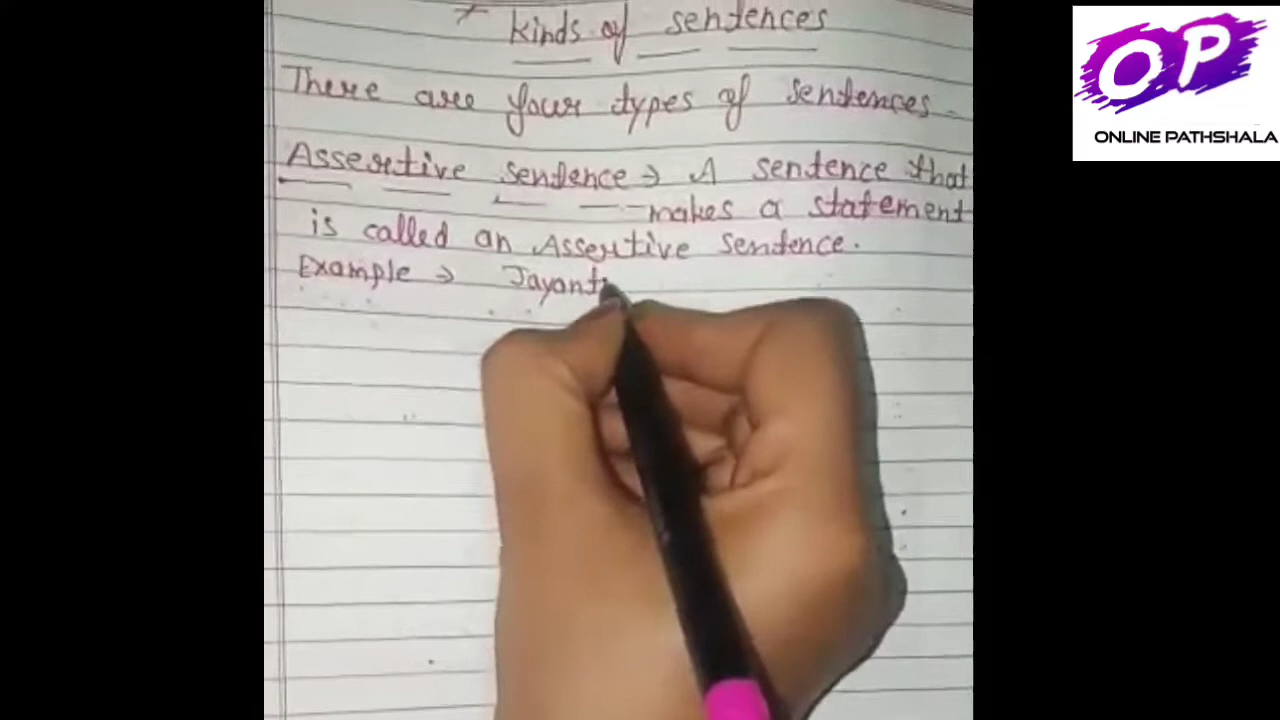 * Kinds of sentences
There are four types of sentences.
Assertive sentence → A sentence that
makes a statement
is called an Assertive sentence.
Example → Jayant
OP
ONLINE PATHSHALA